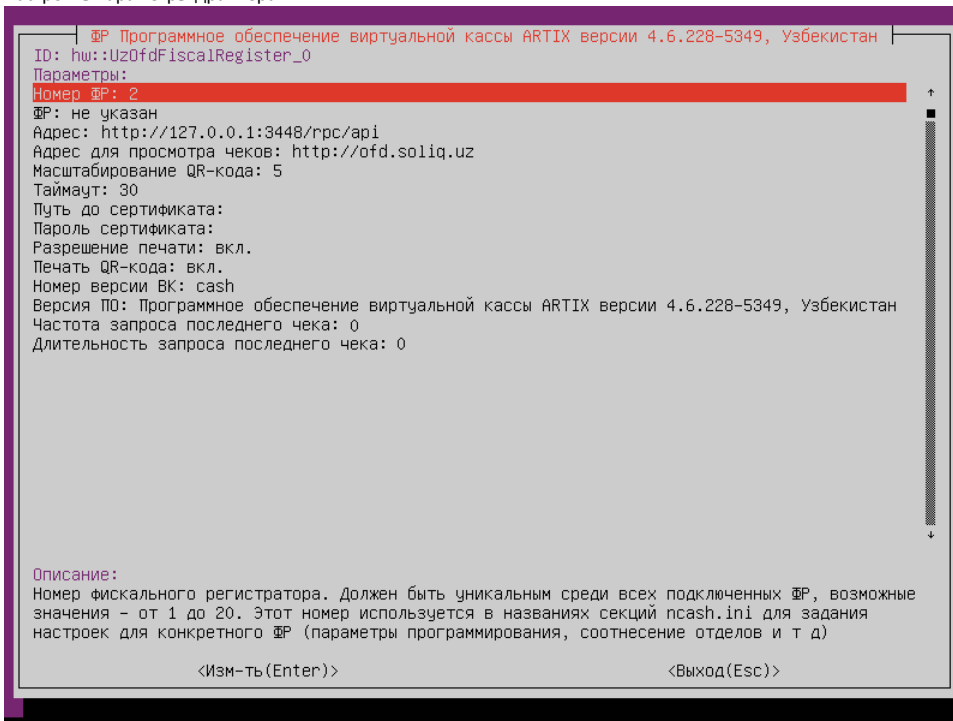 ФР Программное обеспечение виртуальной кассы ARTIX версии 4.6.228-5349, Узбекистан
ID: hw::UzOfdFiscalRegister_0
Параметры:
Номер ФР: 2
ФР: не указан
Адрес: http://127.0.0.1:3448/rpc/api
Адрес для просмотра чеков: http://ofd.soliq.uz
Масштабирование QR-кода: 5
Таймаут: 30
Путь до сертификата:
Пароль сертификата:
Разрешение печати: вкл.
Печать QR-кода: вкл.
Номер версии ВК: cash
Версия ПО: Программное обеспечение виртуальной кассы ARTIX версии 4.6.228-5349, Узбекистан
Частота запроса последнего чека: 0
Длительность запроса последнего чека: 0
Описание:
Номер фискального регистратора. Должен быть уникальным среди всех подключенных ФР, возможные
значения - от 1 до 20. Этот номер используется в названиях секций ncash.ini для задания
настроек для конкретного ФР (параметры программирования, соотнесение отделов и т д)
<Изм-ть(Enter)> <Выход(Esc)>